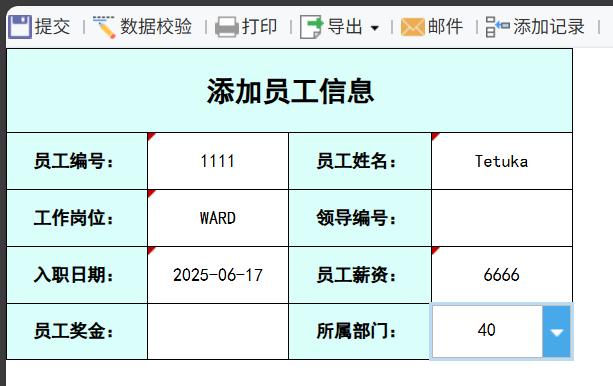 提交 数据校验 打印 导出 邮件 添加记录
添加员工信息
员工编号： 1111 员工姓名： Tetuka
工作岗位： WARD 领导编号：
入职日期： 2025-06-17 员工薪资： 6666
员工奖金： 所属部门： 40